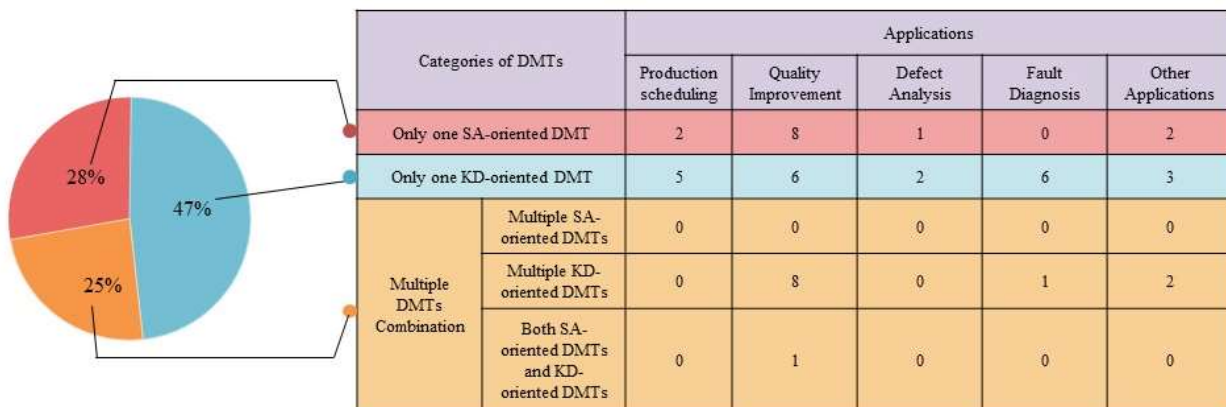 28%
47%
25%
Categories of DMTs
Applications
Production
scheduling
Quality
Improvement
Defect
Analysis
Fault
Diagnosis
Other
Applications
Only one SA-oriented DMT 2 8 1 0 2
Only one KD-oriented DMT 5 6 2 6 3
Multiple
DMTs
Combination
Multiple SA-
oriented DMTs
0 0 0 0 0
Multiple KD-
oriented DMTs
0 8 0 1 2
Both SA-
oriented DMTs
and KD-
oriented DMTs
0 1 0 0 0